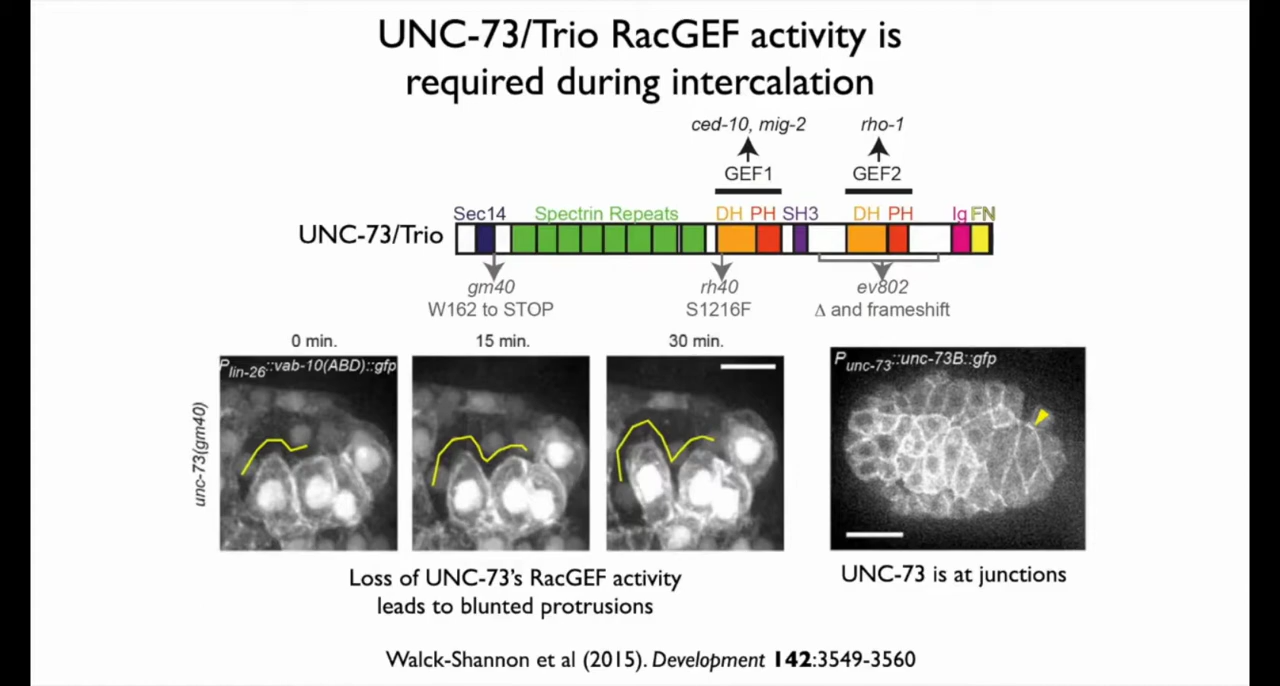 UNC-73/Trio RacGEF activity is
required during intercalation
ced-10, mig-2
rho-1
GEF1
GEF2
Sec14
Spectrin Repeats
DH PH SH3
DH PH
Ig FN
UNC-73/Trio
gm40
W162 to STOP
rh40
S1216F
ev802
Δ and frameshift
0 min.
15 min.
30 min.
Plin-26::vab-10(ABD)::gfp
unc-73(gm40)
Punc-73::unc-73B::gfp
Loss of UNC-73's RacGEF activity
leads to blunted protrusions
UNC-73 is at junctions
Walck-Shannon et al (2015). Development 142:3549-3560